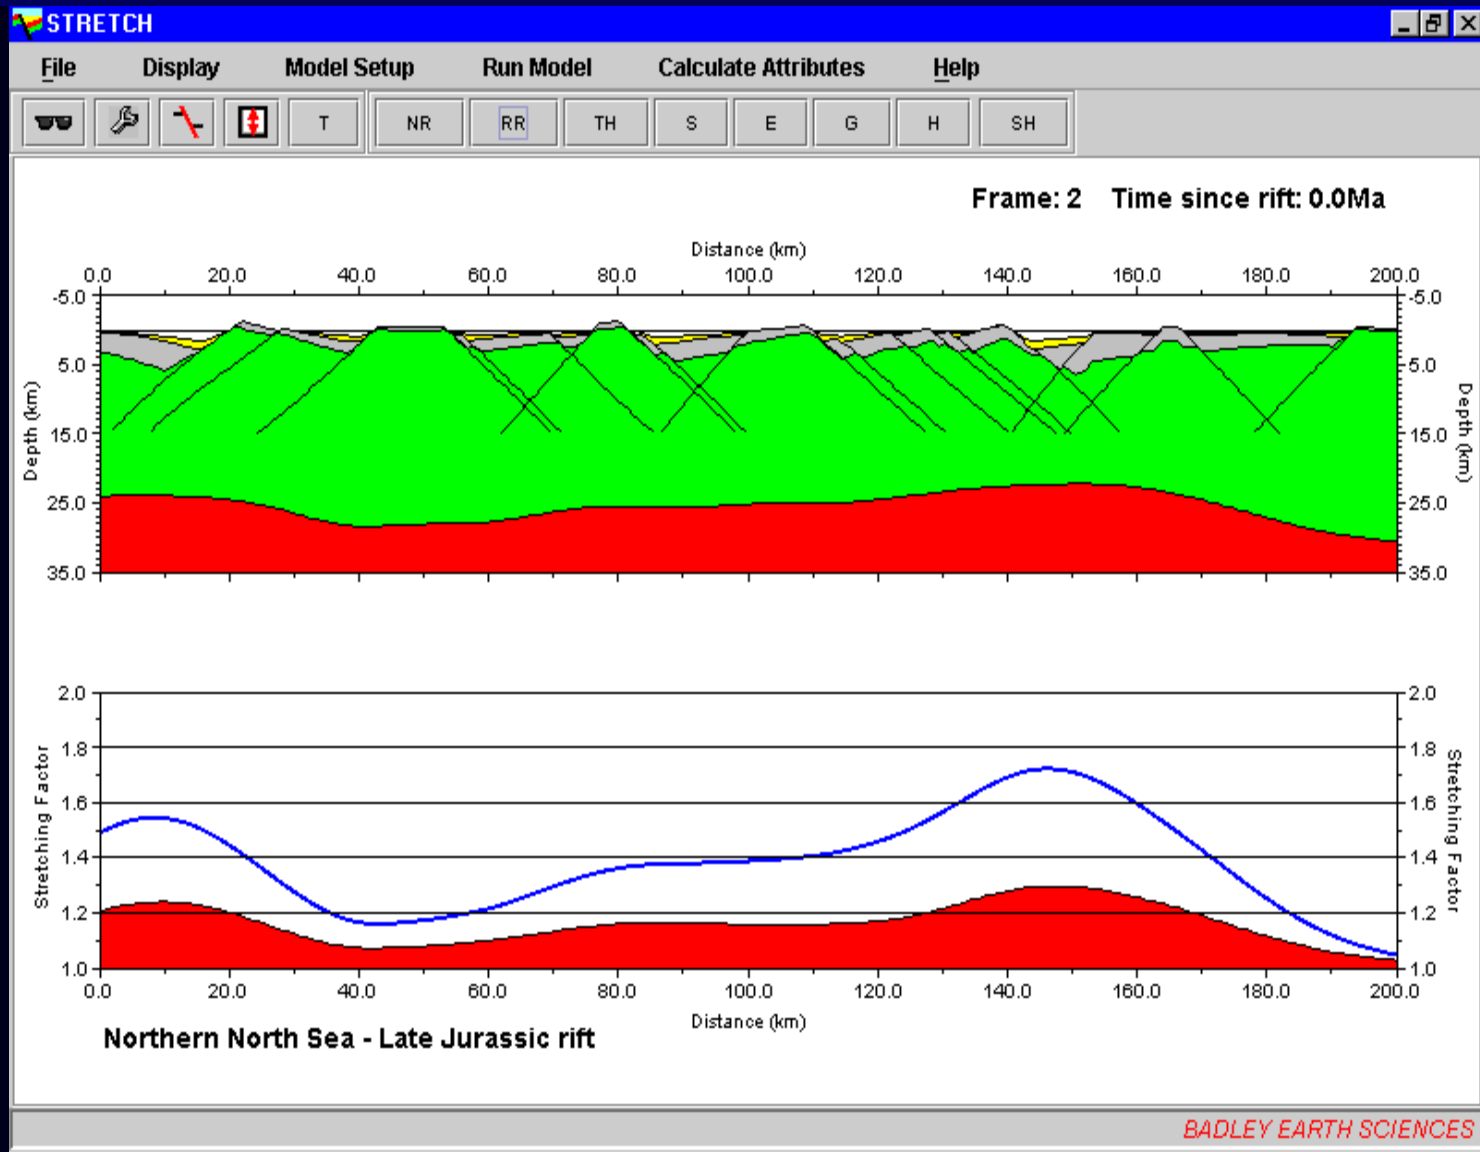 STRETCH
File Display Model Setup Run Model Calculate Attributes Help
T NR RR TH S E G H SH
Frame: 2 Time since rift: 0.0Ma
Distance (km)
0.0 20.0 40.0 60.0 80.0 100.0 120.0 140.0 160.0 180.0 200.0
-5.0 -5.0
5.0 5.0
15.0 15.0
25.0 25.0
35.0 35.0
Depth (km)
Depth (km)
2.0 2.0
1.8 1.8
1.6 1.6
1.4 1.4
1.2 1.2
1.0 1.0
Stretching Factor
Stretching Factor
0.0 20.0 40.0 60.0 80.0 100.0 120.0 140.0 160.0 180.0 200.0
Distance (km)
Northern North Sea - Late Jurassic rift
BADLEY EARTH SCIENCES